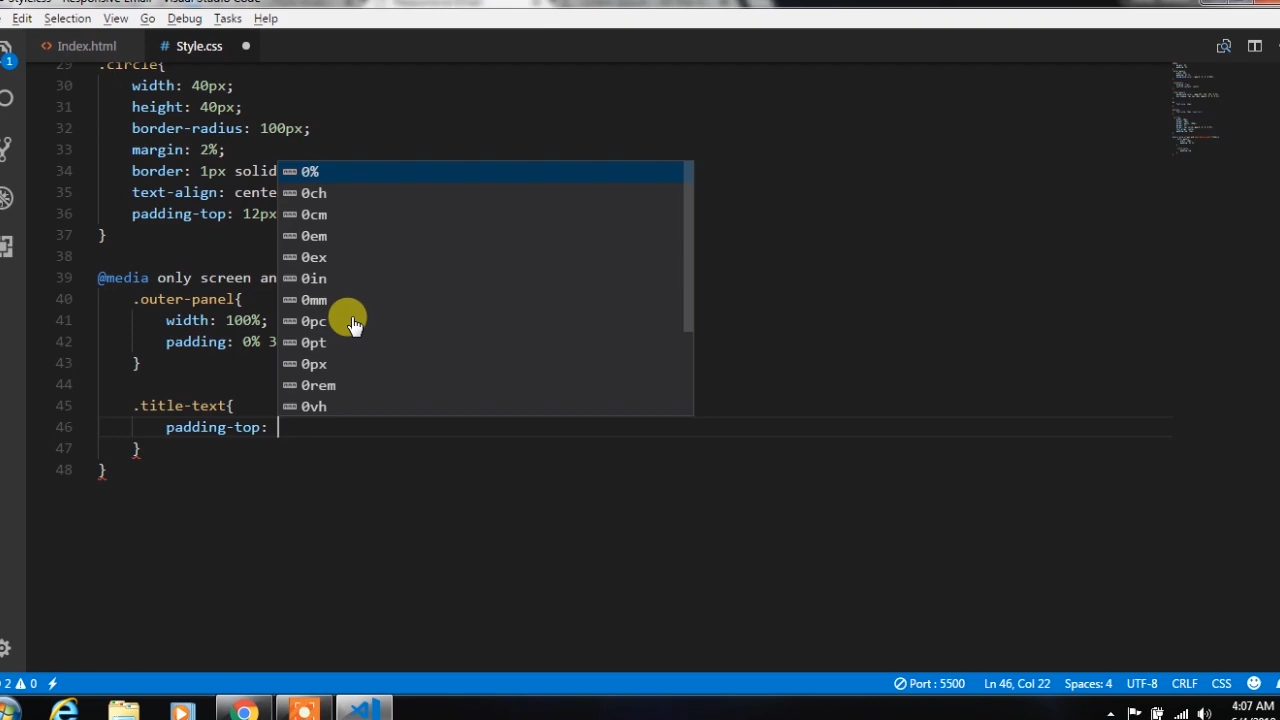 Style.css - Responsive Email - Visual Studio Code
Edit Selection View Go Debug Tasks Help
Index.html # Style.css
29 .circle{
30 width: 40px;
31 height: 40px;
32 border-radius: 100px;
33 margin: 2%;
34 border: 1px solid
35 text-align: cente
36 padding-top: 12px
37 }
38
39 @media only screen an
40 .outer-panel{
41 width: 100%;
42 padding: 0% 3
43 }
44
45 .title-text{
46 padding-top:
47 }
48 }
0%
0ch
0cm
0em
0ex
0in
0mm
0pc
0pt
0px
0rem
0vh
1
2 0 Port : 5500 Ln 46, Col 22 Spaces: 4 UTF-8 CRLF CSS
4:07 AM